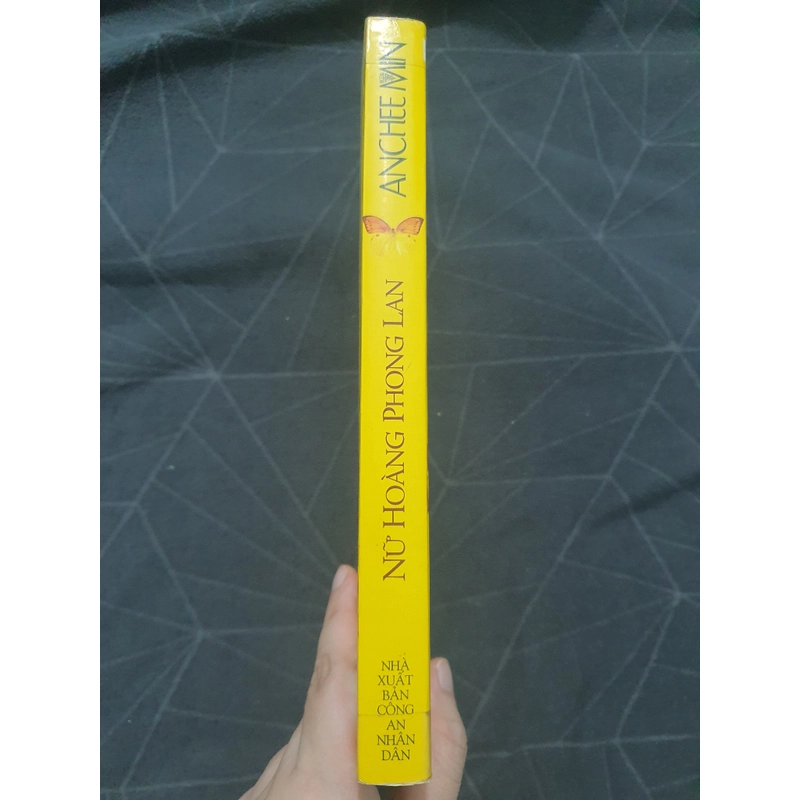 ANCHEE MIN
NỮ HOÀNG PHONG LAN
NHÀ
XUẤT
BẢN
CÔNG
AN
NHÂN
DÂN